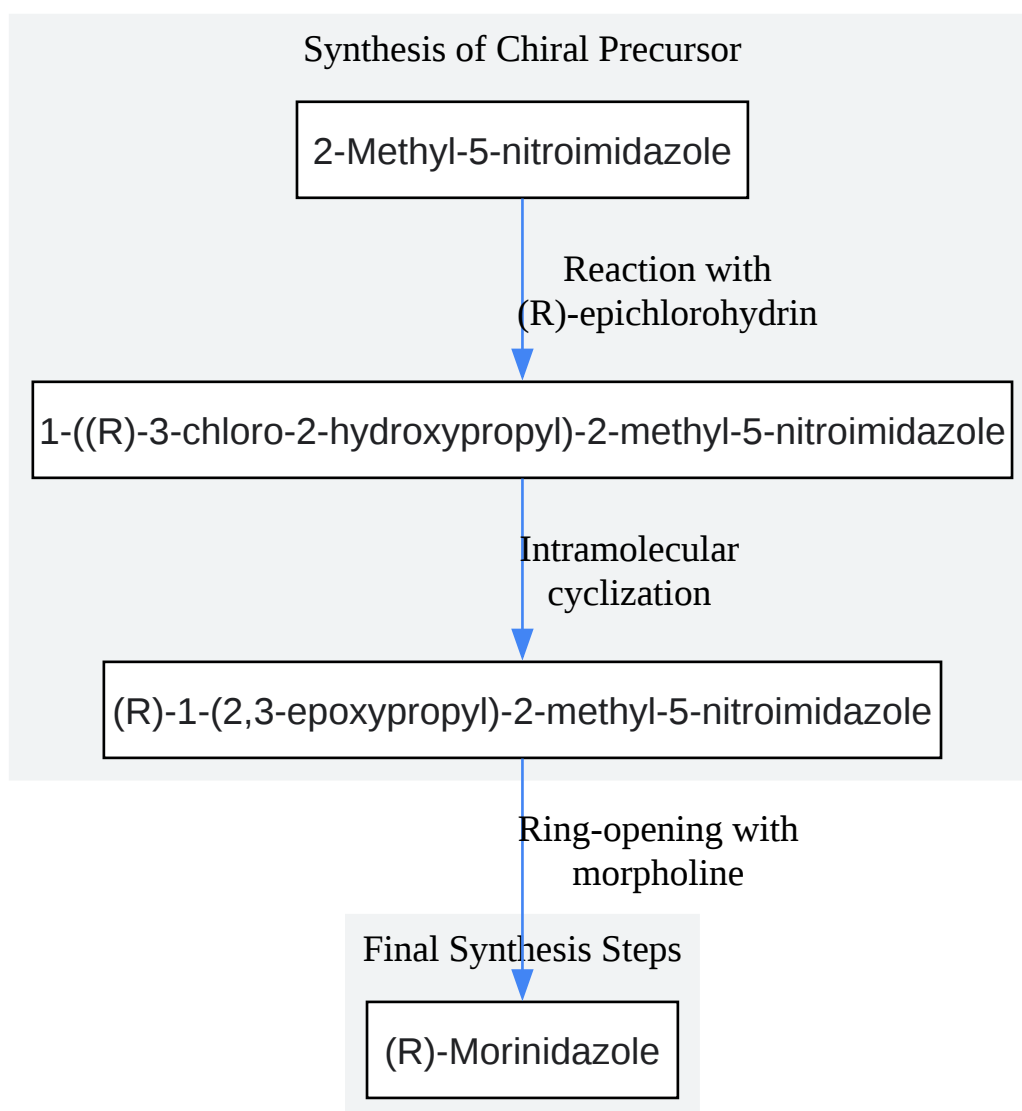 Synthesis of Chiral Precursor
2-Methyl-5-nitroimidazole
Reaction with
(R)-epichlorohydrin
1-((R)-3-chloro-2-hydroxypropyl)-2-methyl-5-nitroimidazole
Intramolecular
cyclization
(R)-1-(2,3-epoxypropyl)-2-methyl-5-nitroimidazole
Ring-opening with
morpholine
Final Synthesis Steps
(R)-Morinidazole